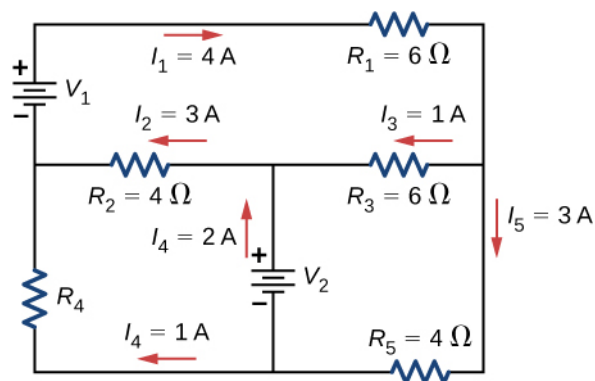 I₁ = 4 A
R₁ = 6 Ω
+
V₁
−
I₂ = 3 A
I₃ = 1 A
R₂ = 4 Ω
R₃ = 6 Ω
I₅ = 3 A
I₄ = 2 A
+
V₂
−
R₄
I₄ = 1 A
R₅ = 4 Ω